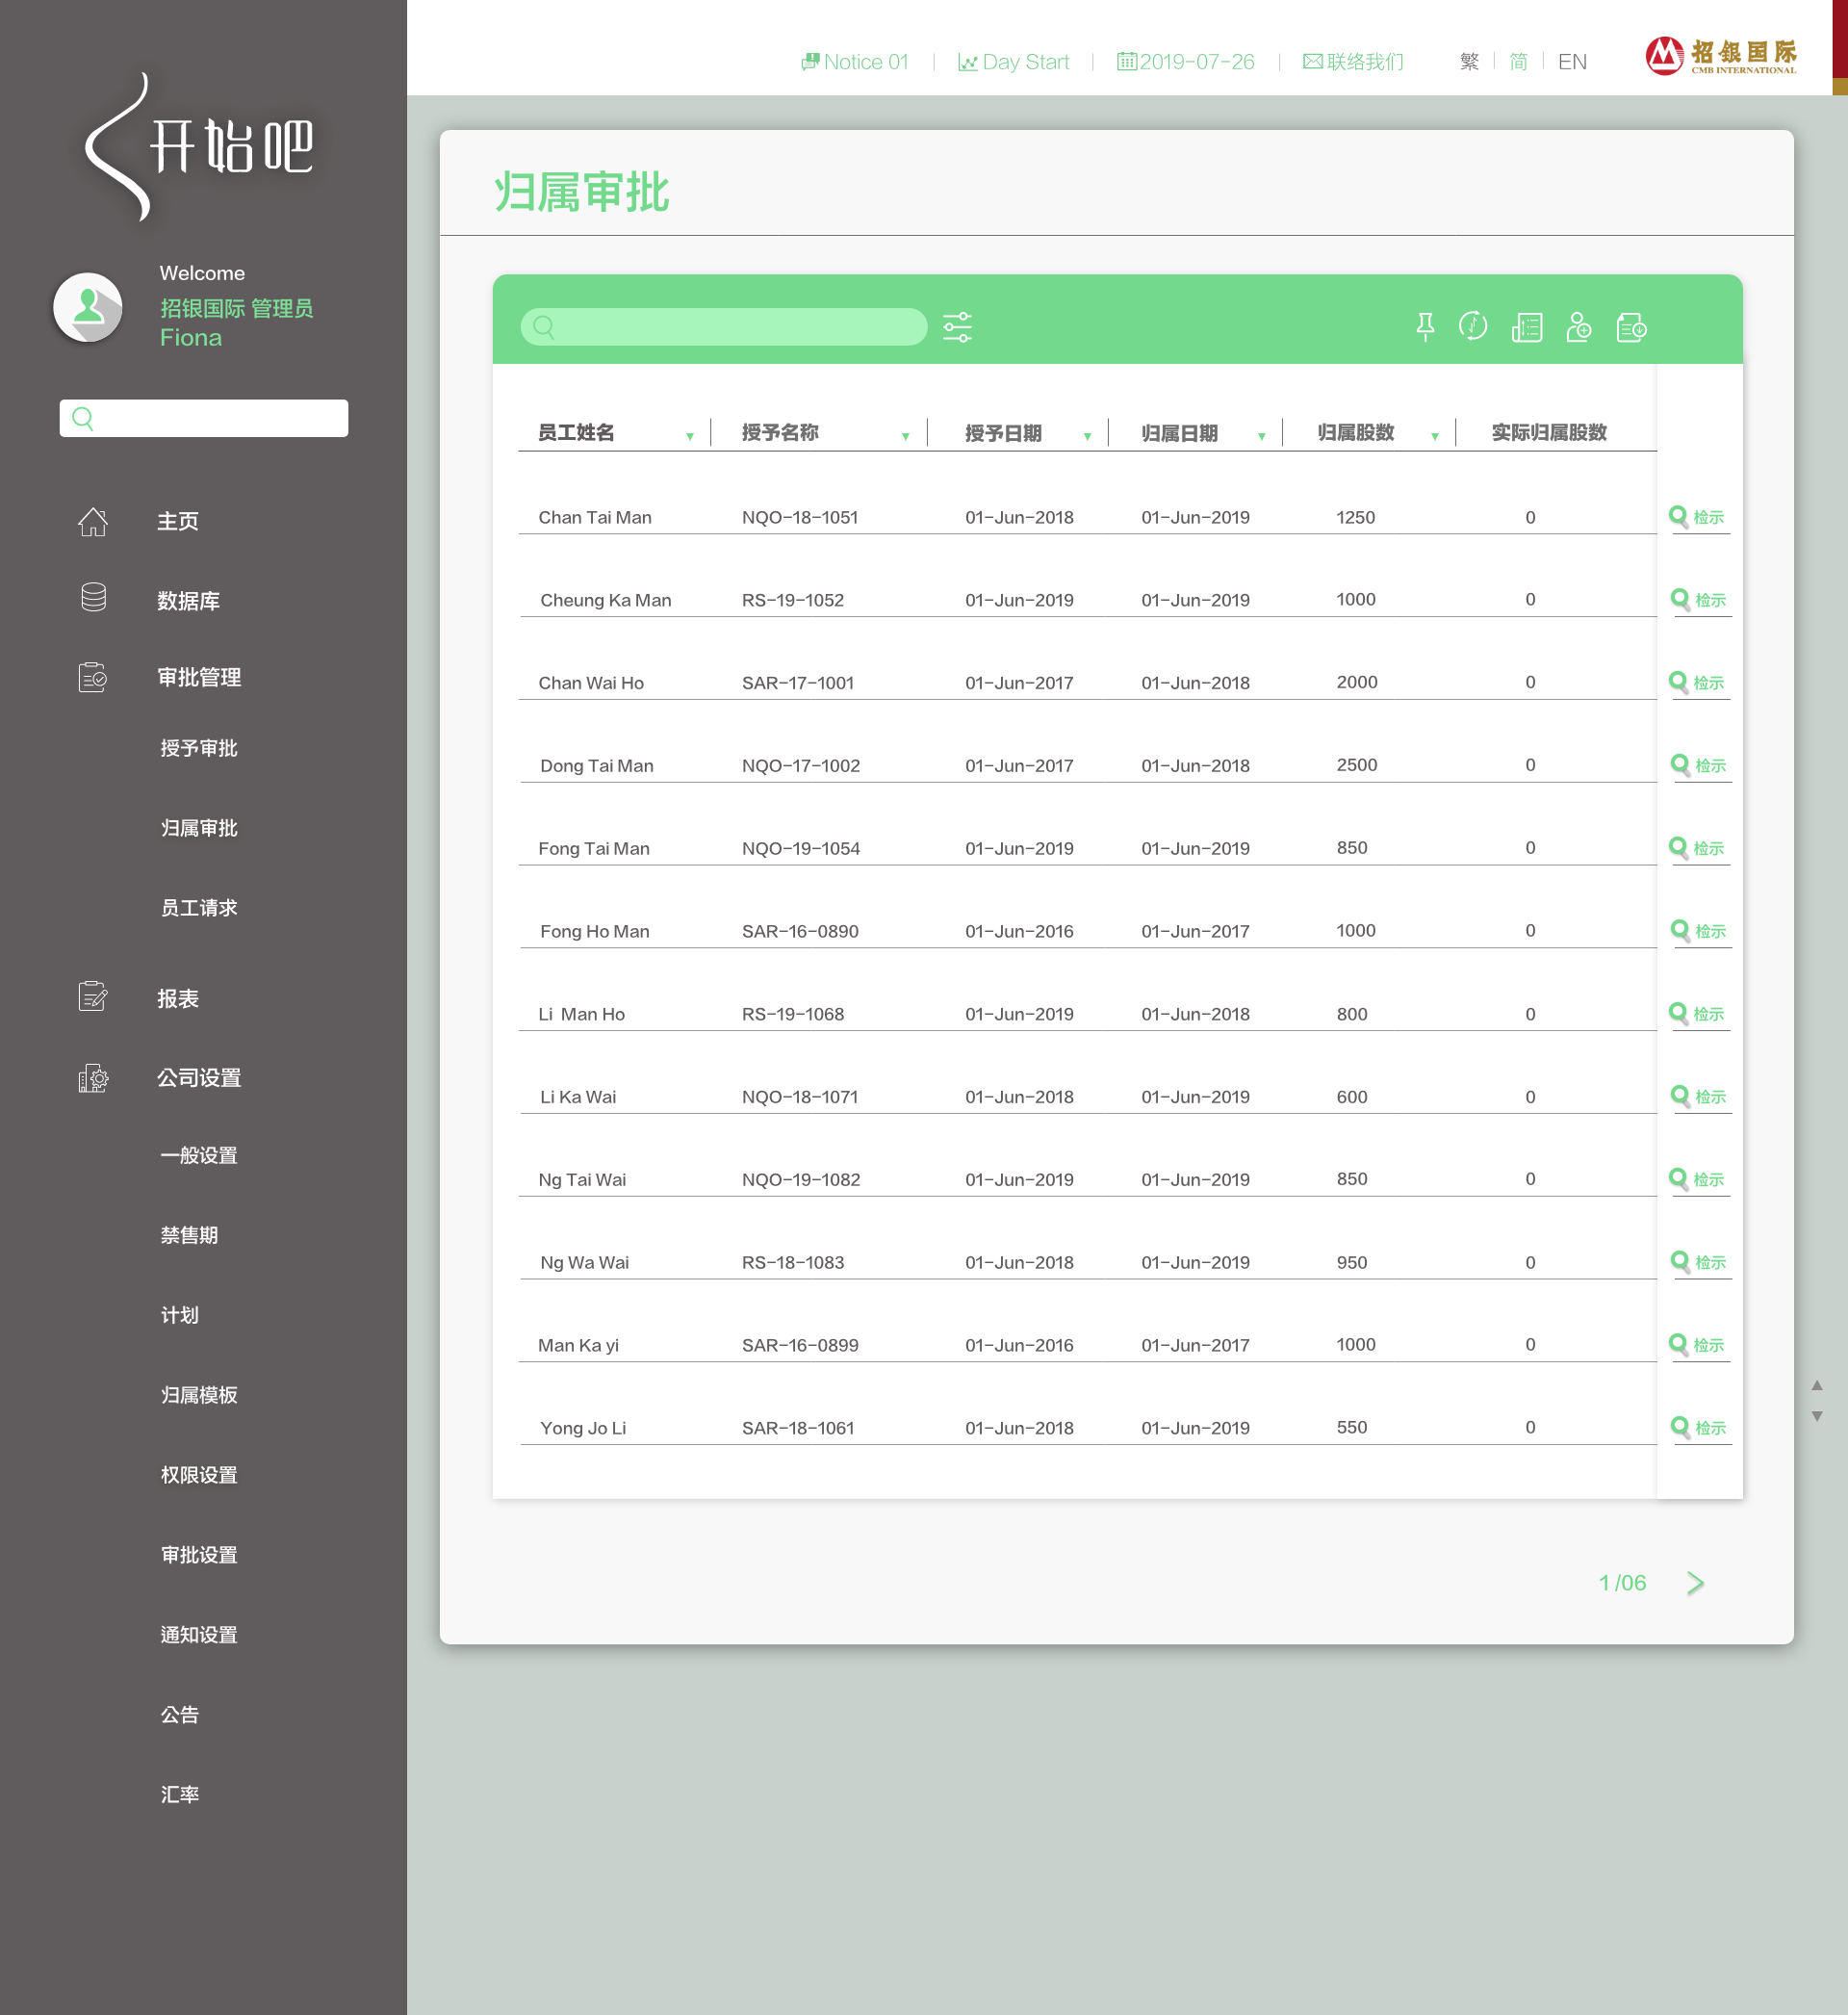 Notice 01 | Day Start | 2019-07-26 | 联络我们 繁 | 简 | EN
招银国际
CMB INTERNATIONAL
开始吧
Welcome
招银国际 管理员
Fiona
主页
数据库
审批管理
授予审批
归属审批
员工请求
报表
公司设置
一般设置
禁售期
计划
归属模板
权限设置
审批设置
通知设置
公告
汇率
归属审批
员工姓名 ▼ 授予名称 ▼ 授予日期 ▼ 归属日期 ▼ 归属股数 ▼ 实际归属股数
Chan Tai Man NQO-18-1051 01-Jun-2018 01-Jun-2019 1250 0 检示
Cheung Ka Man RS-19-1052 01-Jun-2019 01-Jun-2019 1000 0 检示
Chan Wai Ho SAR-17-1001 01-Jun-2017 01-Jun-2018 2000 0 检示
Dong Tai Man NQO-17-1002 01-Jun-2017 01-Jun-2018 2500 0 检示
Fong Tai Man NQO-19-1054 01-Jun-2019 01-Jun-2019 850 0 检示
Fong Ho Man SAR-16-0890 01-Jun-2016 01-Jun-2017 1000 0 检示
Li Man Ho RS-19-1068 01-Jun-2019 01-Jun-2018 800 0 检示
Li Ka Wai NQO-18-1071 01-Jun-2018 01-Jun-2019 600 0 检示
Ng Tai Wai NQO-19-1082 01-Jun-2019 01-Jun-2019 850 0 检示
Ng Wa Wai RS-18-1083 01-Jun-2018 01-Jun-2019 950 0 检示
Man Ka yi SAR-16-0899 01-Jun-2016 01-Jun-2017 1000 0 检示
Yong Jo Li SAR-18-1061 01-Jun-2018 01-Jun-2019 550 0 检示
1 /06